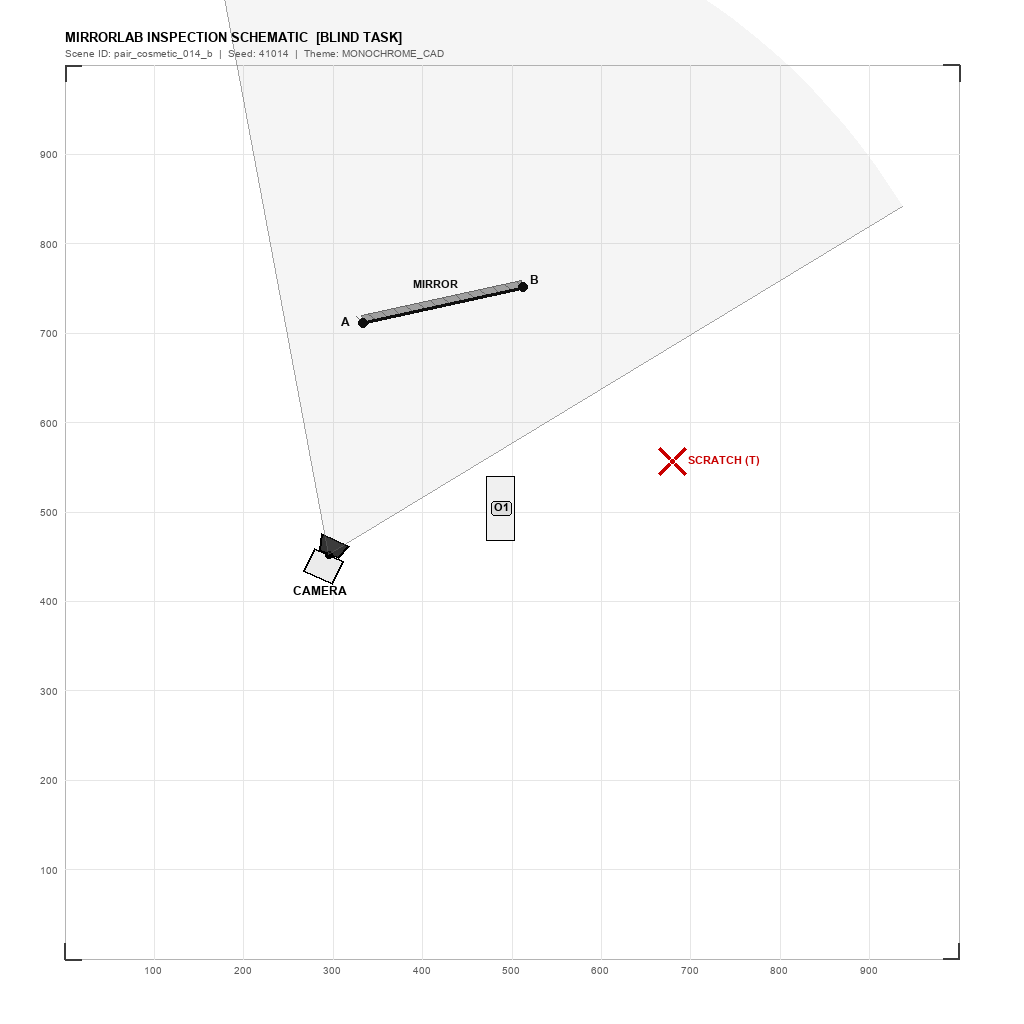 MIRRORLAB INSPECTION SCHEMATIC [BLIND TASK]
Scene ID: pair_cosmetic_014_b | Seed: 41014 | Theme: MONOCHROME_CAD
900
800
B
MIRROR
A
700
600
SCRATCH (T)
O1
500
CAMERA
400
300
200
100
100 200 300 400 500 600 700 800 900